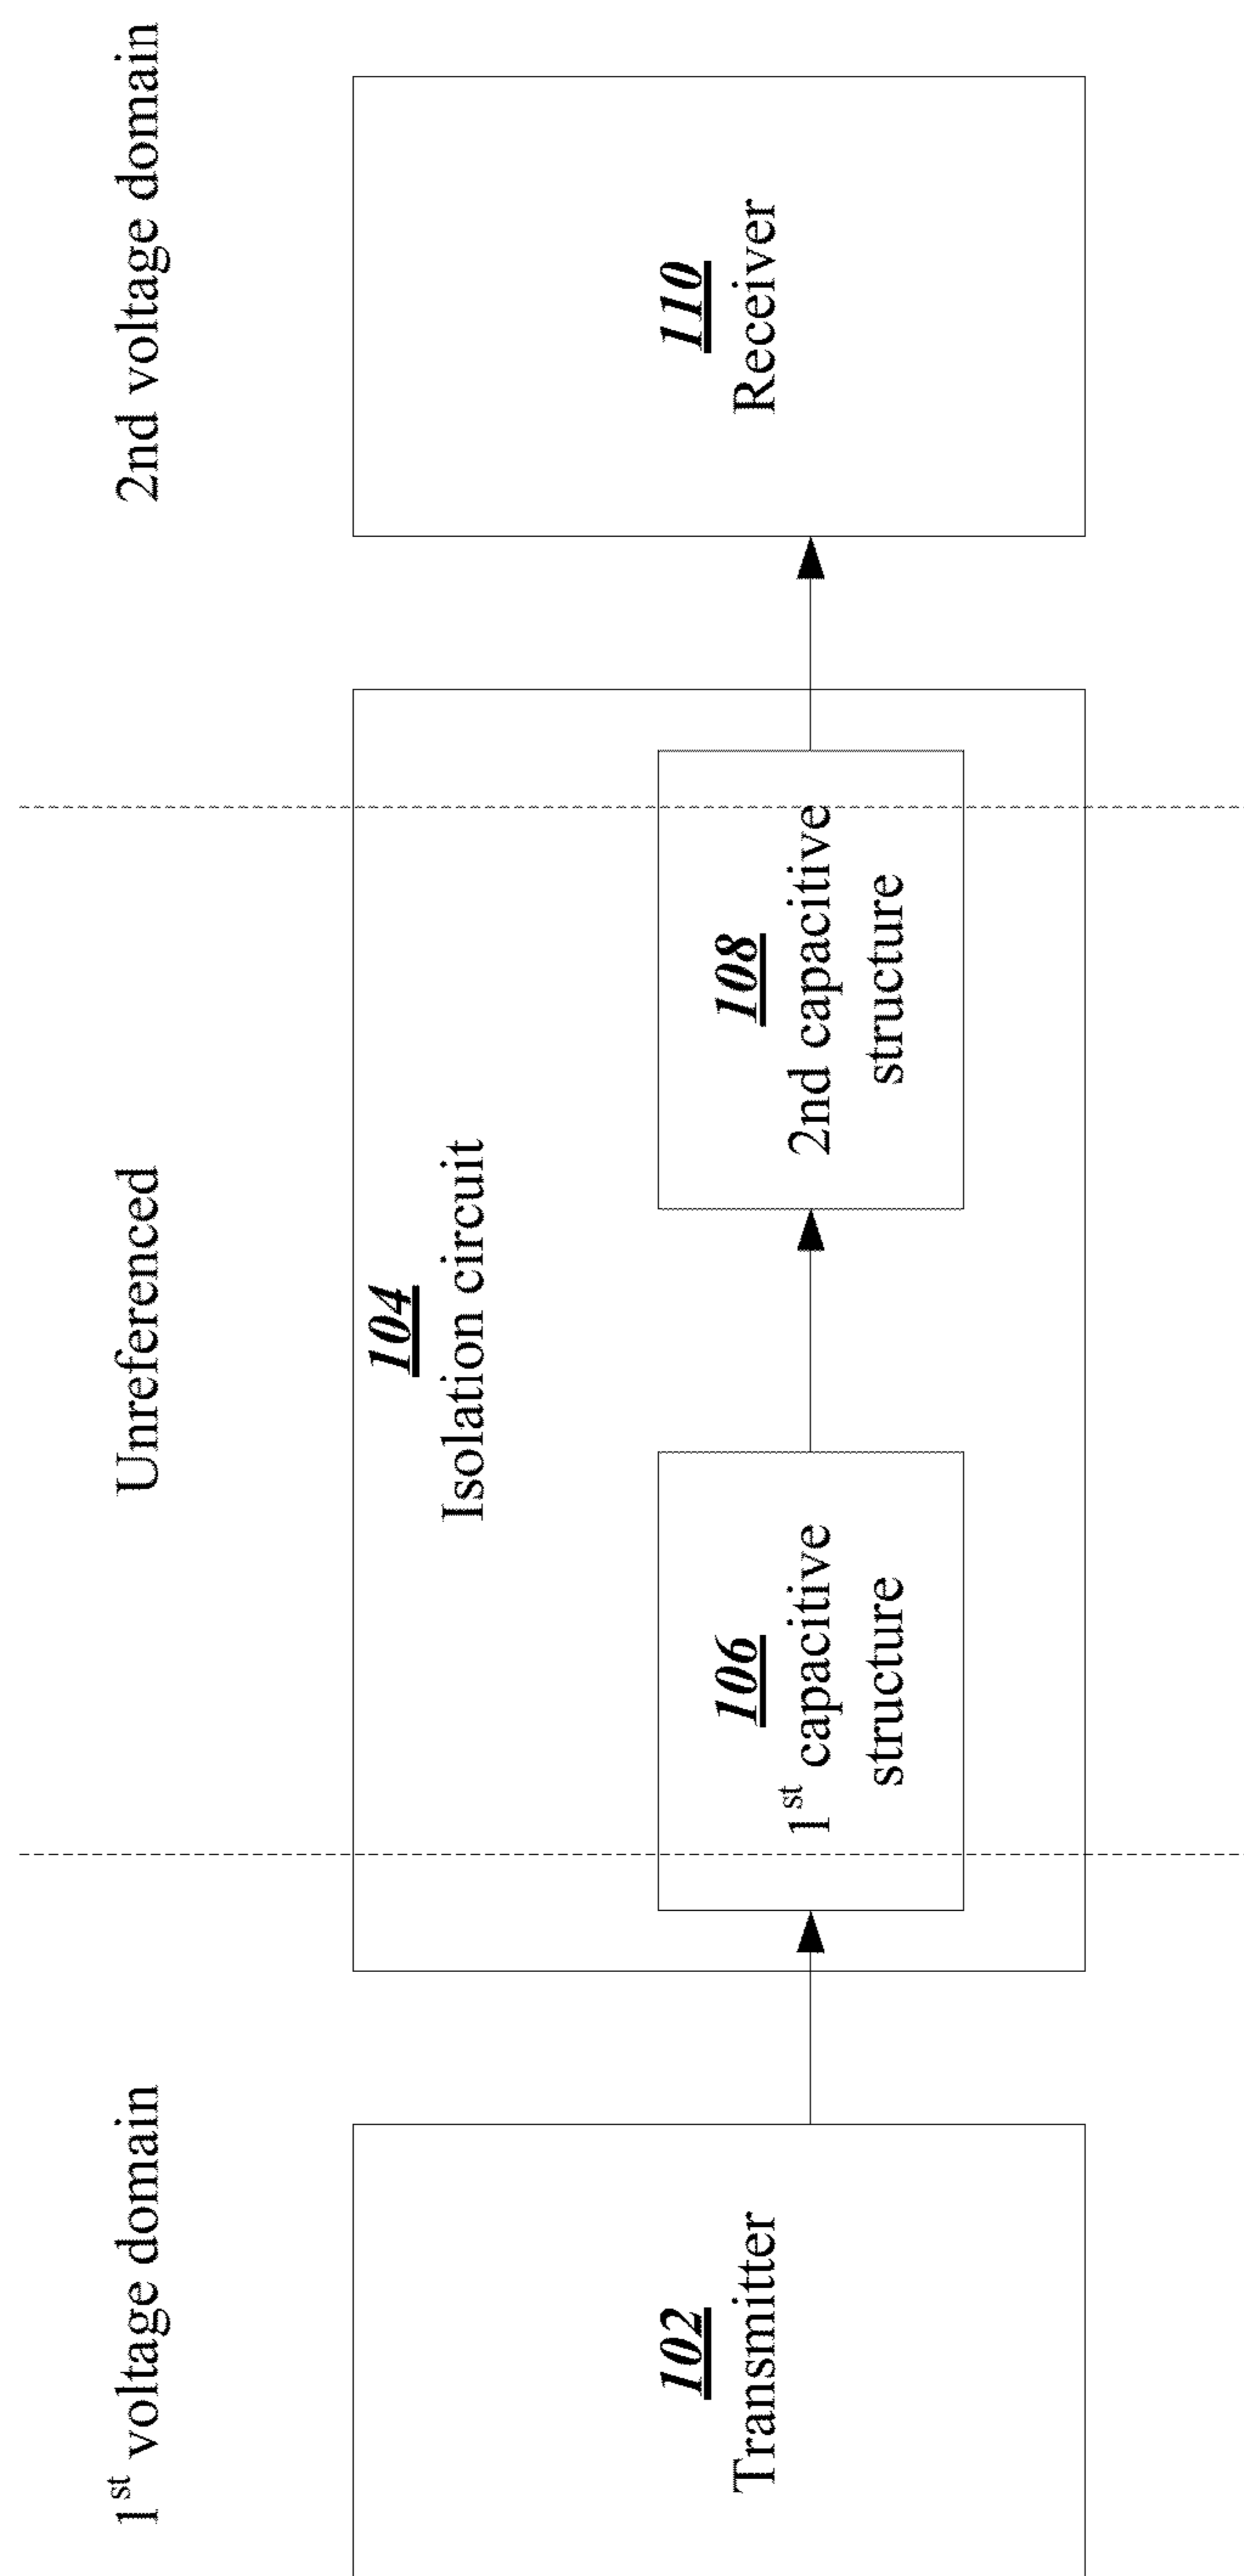 1st voltage domain
Unreferenced
2nd voltage domain
102
Transmitter
104
Isolation circuit
106
1st capacitive
structure
108
2nd capacitive
structure
110
Receiver